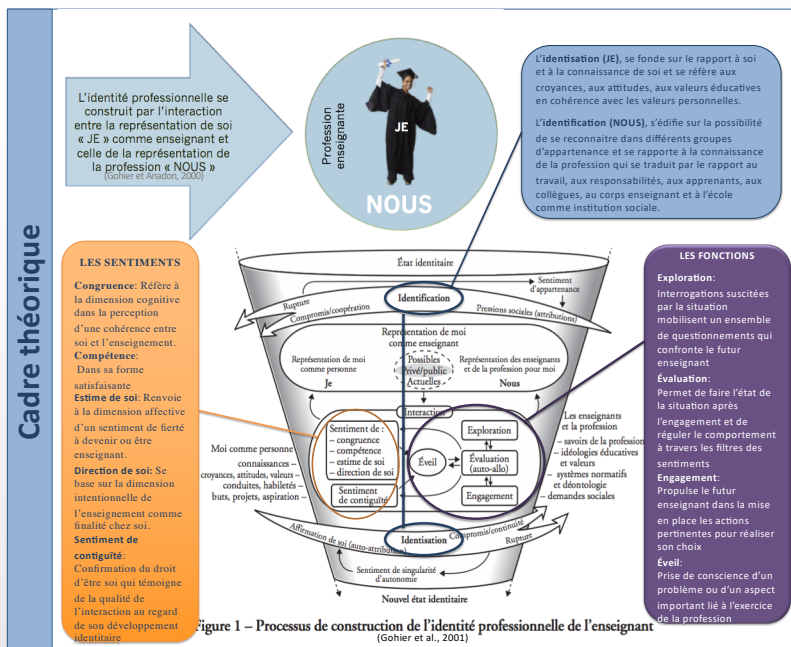 Cadre théorique
L'identité professionnelle se
construit par l'interaction
entre la représentation de soi
« JE » comme enseignant et
celle de la représentation de
la profession « NOUS »
(Gohier et Anadon, 2000)
Profession
enseignante
JE
NOUS
L'identisation (JE), se fonde sur le rapport à soi
et à la connaissance de soi et se réfère aux
croyances, aux attitudes, aux valeurs éducatives
en cohérence avec les valeurs personnelles.
L'identification (NOUS), s'édifie sur la possibilité
de se reconnaitre dans différents groupes
d'appartenance et se rapporte à la connaissance
de la profession qui se traduit par le rapport au
travail, aux responsabilités, aux apprenants, aux
collègues, au corps enseignant et à l'école
comme institution sociale.
LES SENTIMENTS
Congruence: Réfère à
la dimension cognitive
dans la perception
d'une cohérence entre
soi et l'enseignement.
Compétence:
Dans sa forme
satisfaisante
Estime de soi: Renvoie
à la dimension affective
d'un sentiment de fierté
à devenir ou être
enseignant.
Direction de soi: Se
base sur la dimension
intentionnelle de
l'enseignement comme
finalité chez soi.
Sentiment de
contiguïté:
Confirmation du droit
d'être soi qui témoigne
de la qualité de
l'interaction au regard
de son développement
identitaire
État identitaire
Rupture
Identification
Sentiment
d'appartenance
Compromis/coopération
Pressions sociales (attributions)
Représentation de moi
comme enseignant
Représentation de moi
comme personne
Je
Possibles
Privé/public
Actuelles
Représentation des enseignants
et de la profession pour moi
Nous
Interaction
Moi comme personne
connaissances –
croyances, attitudes, valeurs –
conduites, habiletés –
buts, projets, aspiration –
Sentiment de :
– congruence
– compétence
– estime de soi
– direction de soi
Sentiment
de contiguïté
Éveil
Exploration
Évaluation
(auto-allo)
Engagement
Les enseignants
et la profession
– savoirs de la profession
– idéologies éducatives
et valeurs
– systèmes normatifs
et déontologie
– demandes sociales
Affirmation de soi (auto-attribution)
Identisation
Compromis/continuité
Rupture
Sentiment de singularité
d'autonomie
Nouvel état identitaire
Figure 1 – Processus de construction de l'identité professionnelle de l'enseignant
(Gohier et al., 2001)
LES FONCTIONS
Exploration:
Interrogations suscitées
par la situation
mobilisent un ensemble
de questionnements qui
confronte le futur
enseignant
Évaluation:
Permet de faire l'état de
la situation après
l'engagement et de
réguler le comportement
à travers les filtres des
sentiments
Engagement:
Propulse le futur
enseignant dans la mise
en place les actions
pertinentes pour réaliser
son choix
Éveil:
Prise de conscience d'un
problème ou d'un aspect
important lié à l'exercice
de la profession